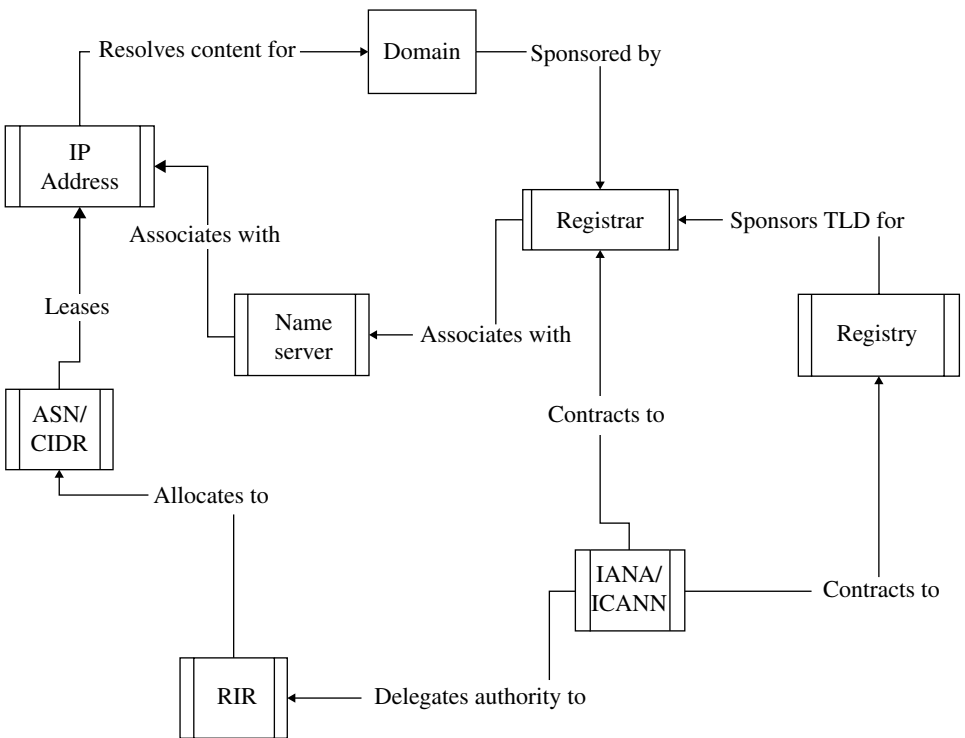 Resolves content for
Domain
Sponsored by
IP
Address
Associates with
Registrar
Sponsors TLD for
Leases
Name
server
Associates with
Registry
ASN/
CIDR
Contracts to
Allocates to
IANA/
ICANN
Contracts to
RIR
Delegates authority to